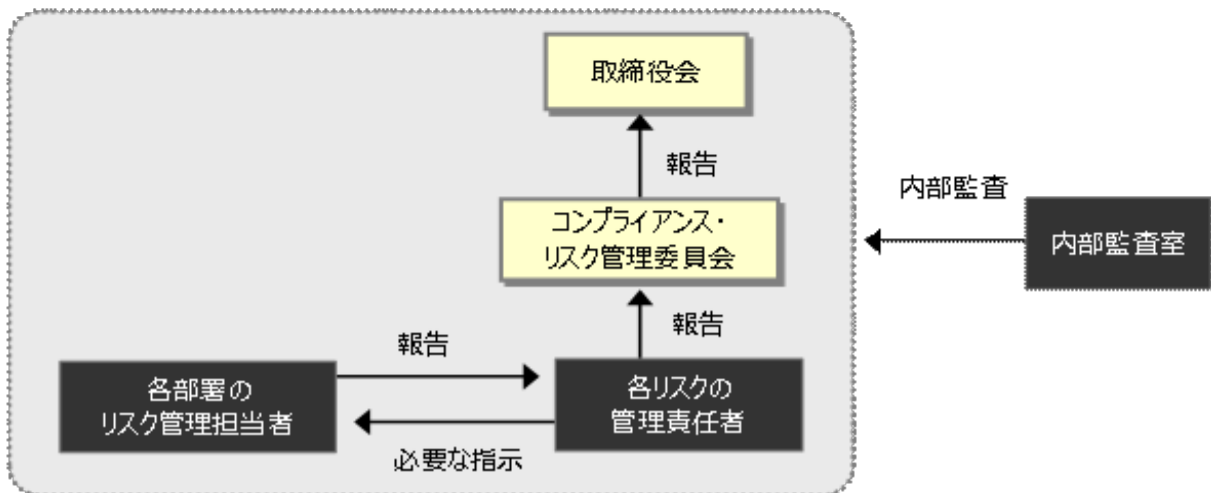 取締役会
報告
内部監査
コンプライアンス・
リスク管理委員会
内部監査室
報告
報告
各部署の
リスク管理担当者
各リスクの
管理責任者
必要な指示